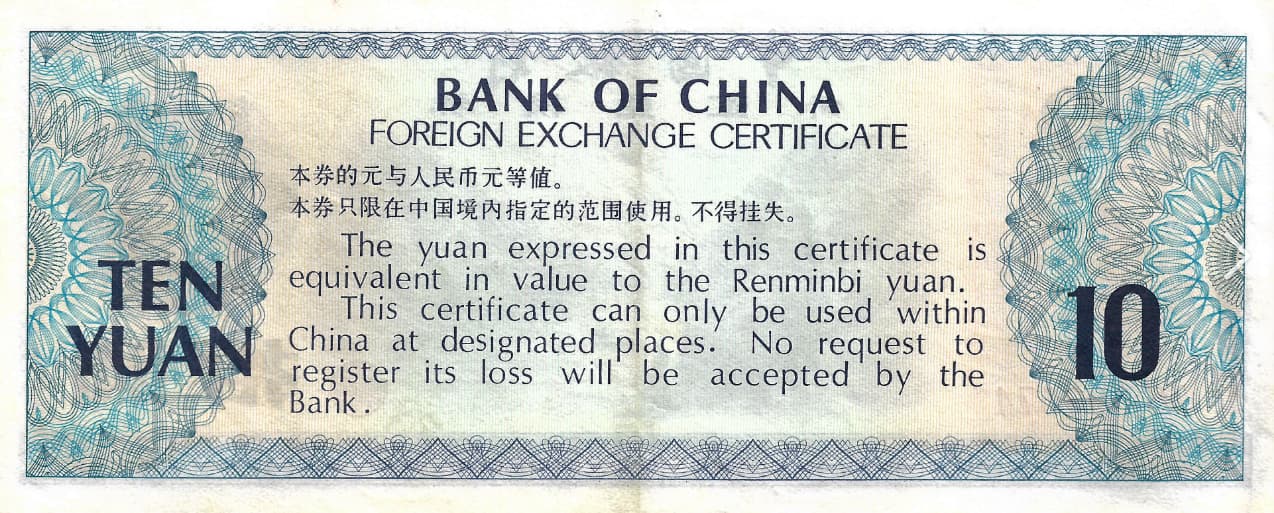 BANK OF CHINA
FOREIGN EXCHANGE CERTIFICATE
本券的元与人民币元等値。
本券只限在中国境内指定的范围使用。不得挂失。
The yuan expressed in this certificate is
equivalent in value to the Renminbi yuan.
This certificate can only be used within
China at designated places. No request to
register its loss will be accepted by the
Bank.
TEN
YUAN
10